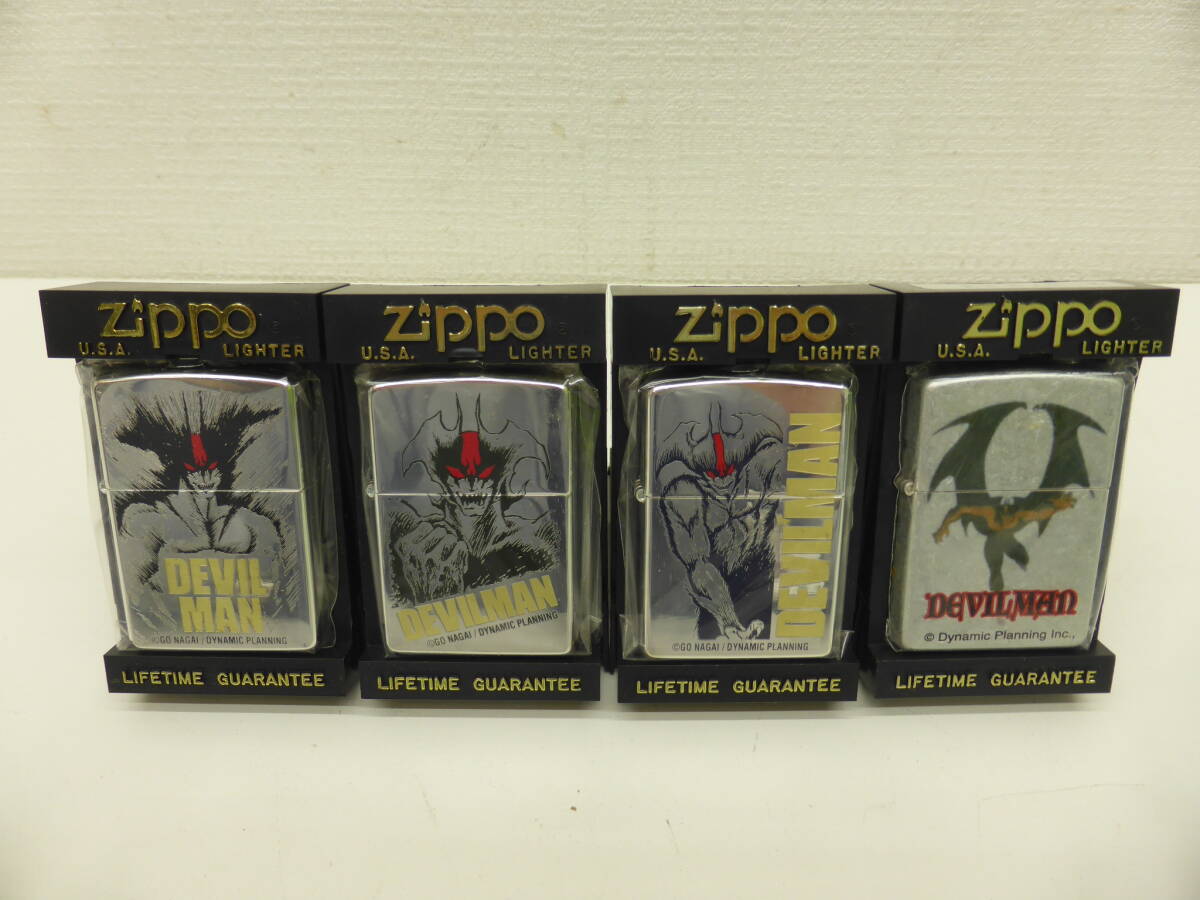 Zippo
U.S.A. LIGHTER
DEVIL-
MAN
©GO NAGAI / DYNAMIC PLANNING
LIFETIME GUARANTEE
Zippo
U.S.A. LIGHTER
DEVILMAN
©GO NAGAI / DYNAMIC PLANNING
LIFETIME GUARANTEE
Zippo
U.S.A. LIGHTER
DEVILMAN
©GO NAGAI / DYNAMIC PLANNING
LIFETIME GUARANTEE
Zippo
U.S.A. LIGHTER
DEVILMAN
© Dynamic Planning Inc.,
LIFETIME GUARANTEE